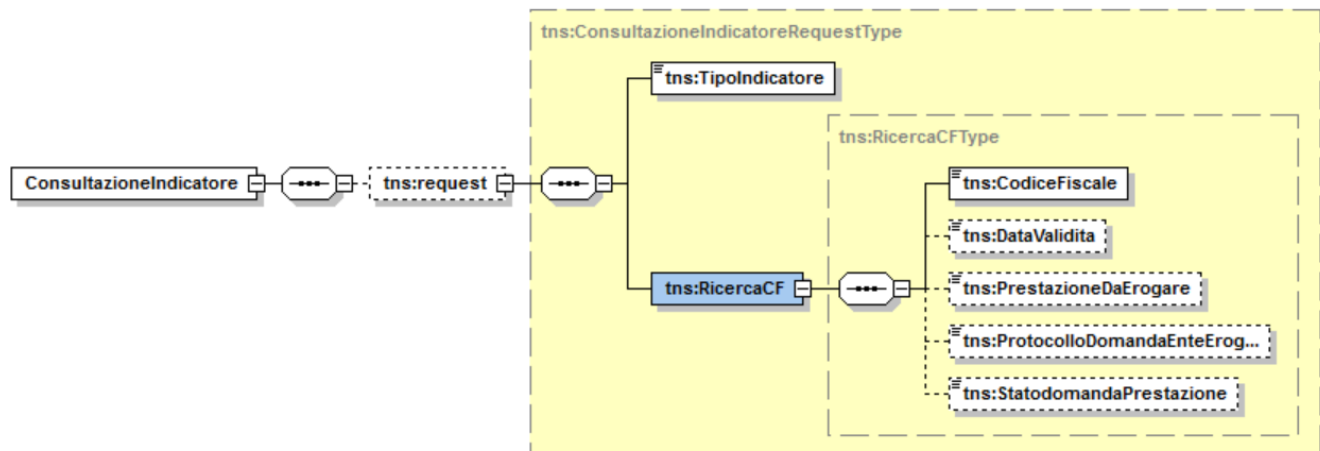 tns:ConsultazioneIndicatoreRequestType
tns:TipoIndicatore
tns:RicercaCFType
ConsultazioneIndicatore
tns:request
tns:CodiceFiscale
tns:DataValidita
tns:RicercaCF
tns:PrestazioneDaErogare
tns:ProtocolloDomandaEnteErog...
tns:StatodomandaPrestazione